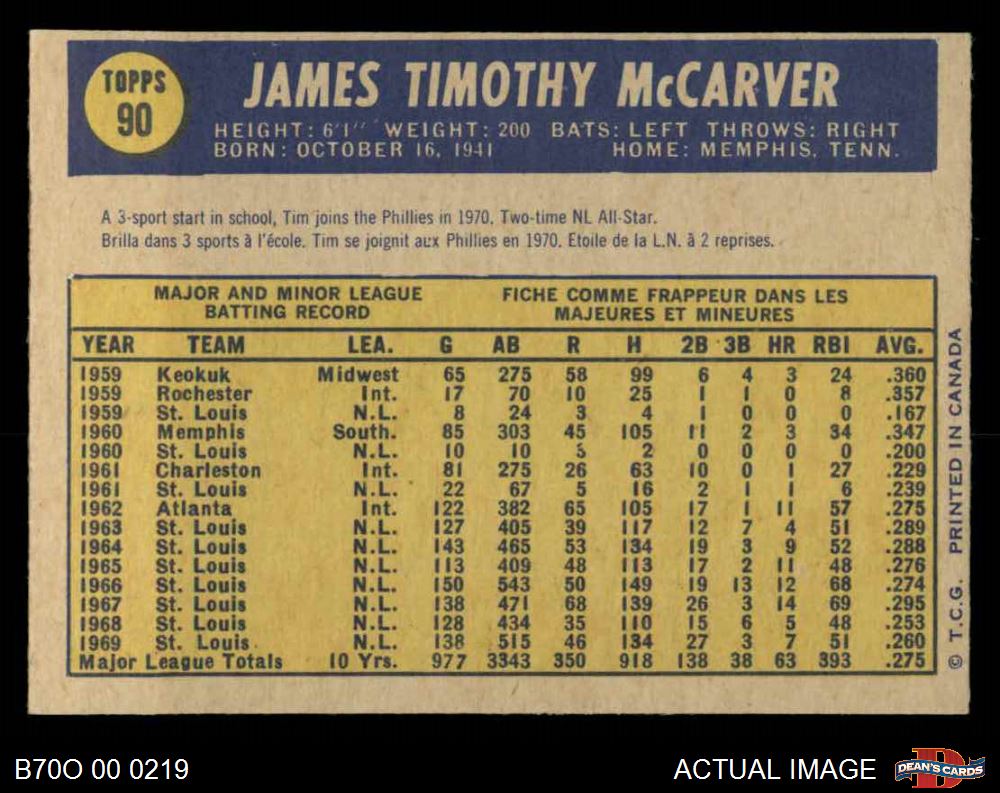 TOPPS
90
JAMES TIMOTHY McCARVER
HEIGHT: 6'1" WEIGHT: 200 BATS: LEFT THROWS: RIGHT
BORN: OCTOBER 16, 1941 HOME: MEMPHIS, TENN.
A 3-sport start in school, Tim joins the Phillies in 1970. Two-time NL All-Star.
Brilla dans 3 sports à l'école. Tim se joignit aux Phillies en 1970. Etoile de la L.N. à 2 reprises.
MAJOR AND MINOR LEAGUE FICHE COMME FRAPPEUR DANS LES
BATTING RECORD MAJEURES ET MINEURES
YEAR TEAM LEA. G AB R H 2B 3B HR RBI AVG.
1959 Keokuk Midwest 65 275 58 99 6 4 3 24 .360
1959 Rochester Int. 17 70 10 25 1 1 0 8 .357
1959 St. Louis N.L. 8 24 3 4 1 0 0 0 .167
1960 Memphis South. 85 303 45 105 11 2 3 34 .347
1960 St. Louis N.L. 10 10 3 2 0 0 0 0 .200
1961 Charleston Int. 81 275 26 63 10 0 1 27 .229
1961 St. Louis N.L. 22 67 5 16 2 1 1 6 .239
1962 Atlanta Int. 122 382 65 105 17 1 11 57 .275
1963 St. Louis N.L. 127 405 39 117 12 7 4 51 .289
1964 St. Louis N.L. 143 465 53 134 19 3 9 52 .288
1965 St. Louis N.L. 113 409 48 113 17 2 11 48 .276
1966 St. Louis N.L. 150 543 50 149 19 13 12 68 .274
1967 St. Louis N.L. 138 471 68 139 26 3 14 69 .295
1968 St. Louis N.L. 128 434 35 110 15 6 5 48 .253
1969 St. Louis N.L. 138 515 46 134 27 3 7 51 .260
Major League Totals 10 Yrs. 977 3343 350 918 138 38 63 393 .275
© T.C.G. PRINTED IN CANADA
B70O 00 0219
ACTUAL IMAGE
DEAN'S CARDS